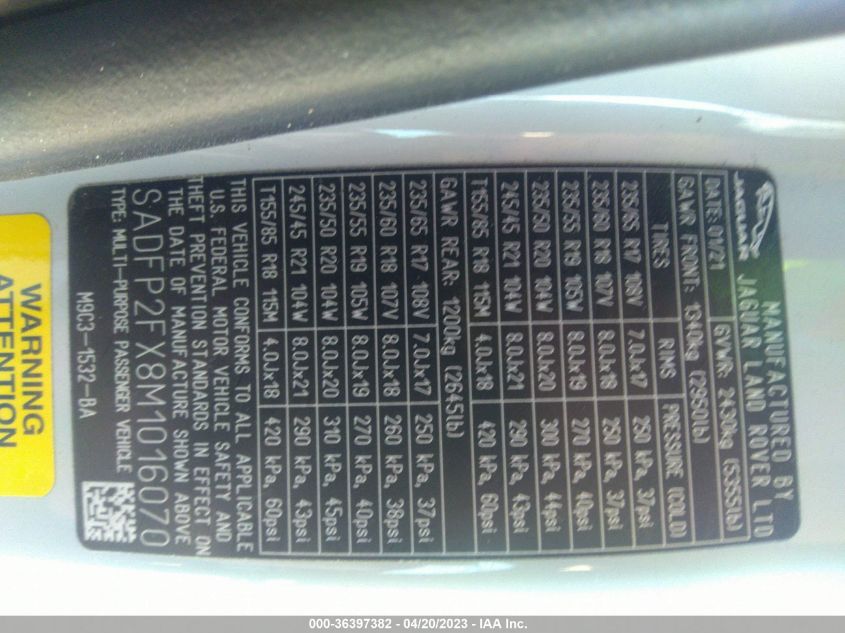 WARNING
ATTENTION
MANUFACTURED BY
JAGUAR LAND ROVER LTD
JAGUAR
DATE: 01/21 GVWR: 2430kg (5355lb)
GAWR FRONT: 1340kg (2950lb)
TIRES RIMS PRESSURE (COLD)
235/65 R17 108V 7.0Jx17 250 kPa, 37psi
235/60 R18 107V 8.0Jx18 250 kPa, 37psi
235/55 R19 105W 8.0Jx19 270 kPa, 40psi
235/50 R20 104W 8.0Jx20 300 kPa, 44psi
245/45 R21 104W 8.0Jx21 290 kPa, 43psi
T155/85 R18 115M 4.0Jx18 420 kPa, 60psi
GAWR REAR: 1200kg (2645lb)
235/65 R17 108V 7.0Jx17 250 kPa, 37psi
235/60 R18 107V 8.0Jx18 260 kPa, 38psi
235/55 R19 105W 8.0Jx19 270 kPa, 40psi
235/50 R20 104W 8.0Jx20 310 kPa, 45psi
245/45 R21 104W 8.0Jx21 290 kPa, 43psi
T155/85 R18 115M 4.0Jx18 420 kPa, 60psi
THIS VEHICLE CONFORMS TO ALL APPLICABLE
U.S. FEDERAL MOTOR VEHICLE SAFETY AND
THEFT PREVENTION STANDARDS IN EFFECT ON
THE DATE OF MANUFACTURE SHOWN ABOVE
SADFP2FX8M1016070
TYPE: MULTI-PURPOSE PASSENGER VEHICLE
M9C3-1532-BA
000-36397382 - 04/20/2023 - IAA Inc.